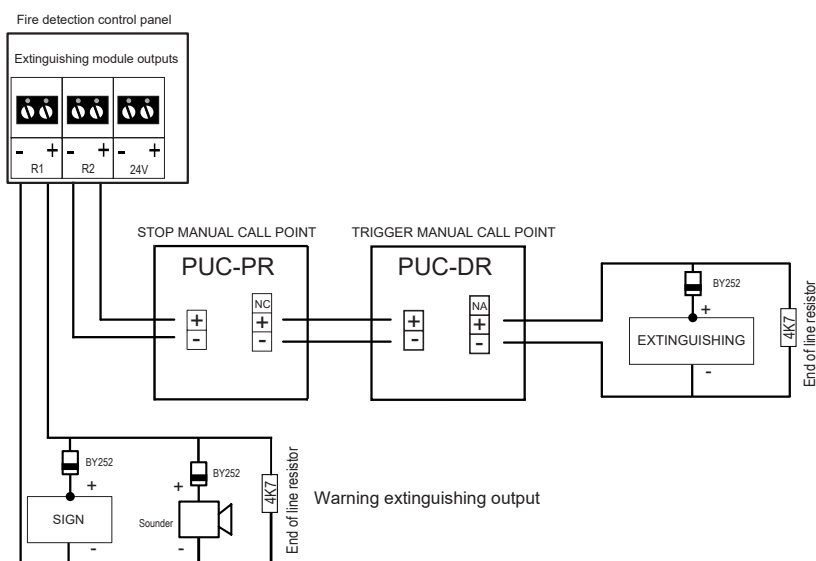 Fire detection control panel
Extinguishing module outputs
- + - + - +
R1 R2 24V
STOP MANUAL CALL POINT
TRIGGER MANUAL CALL POINT
PUC-PR
PUC-DR
BY252
NC
NA
+
+
+
+
+
-
-
-
-
EXTINGUISHING
-
4K7
End of line resistor
BY252
BY252
+
+
SIGN
Sounder
-
-
4K7
End of line resistor
Warning extinguishing output